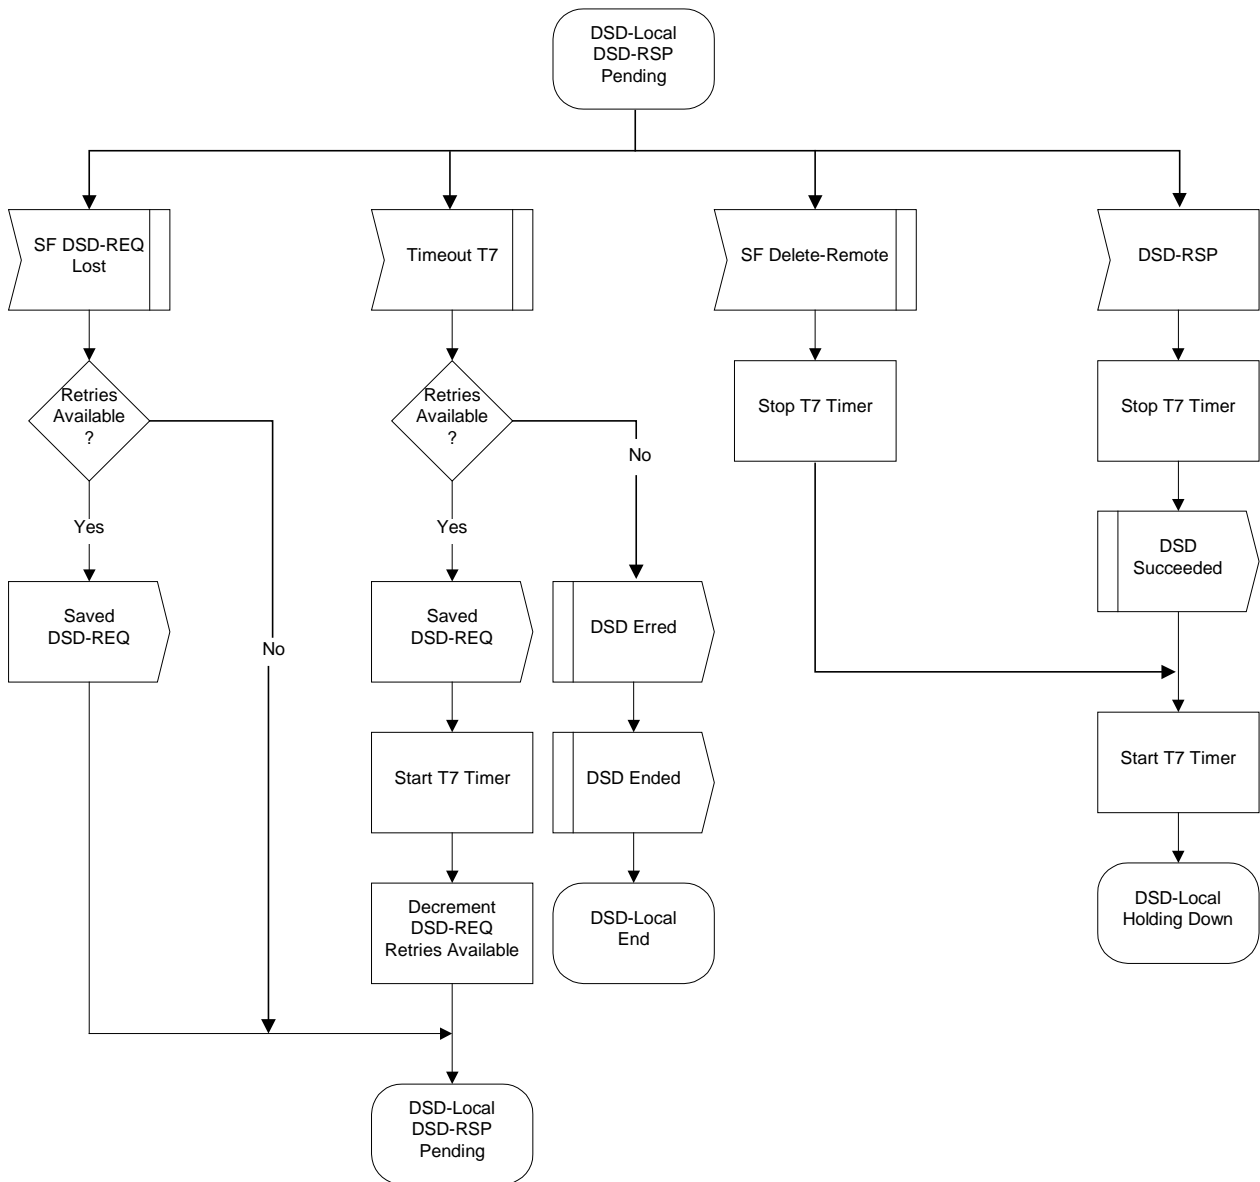 DSD-Local
DSD-RSP
Pending
SF DSD-REQ
Lost
Timeout T7
SF Delete-Remote
DSD-RSP
Retries
Available
?
Retries
Available
?
Stop T7 Timer
Stop T7 Timer
No
Yes
Yes
DSD
Succeeded
Saved
DSD-REQ
No
Saved
DSD-REQ
DSD Erred
Start T7 Timer
DSD Ended
Start T7 Timer
Decrement
DSD-REQ
Retries Available
DSD-Local
End
DSD-Local
Holding Down
DSD-Local
DSD-RSP
Pending